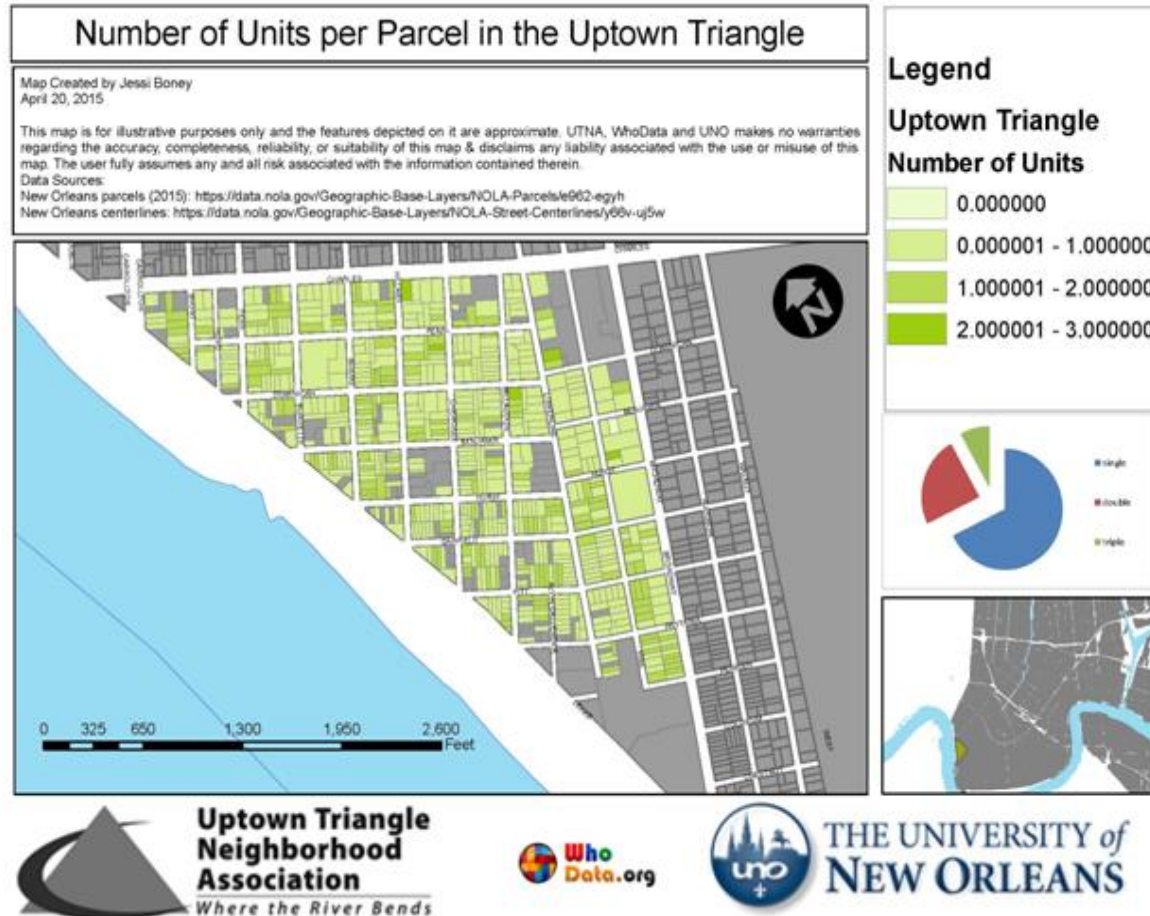 Number of Units per Parcel in the Uptown Triangle
Map Created by Jessi Boney
April 20, 2015
This map is for illustrative purposes only and the features depicted on it are approximate. UTNA, WhoData and UNO makes no warranties
regarding the accuracy, completeness, reliability, or suitability of this map & disclaims any liability associated with the use or misuse of this
map. The user fully assumes any and all risk associated with the information contained therein.
Data Sources:
New Orleans parcels (2015): https://data.nola.gov/Geographic-Base-Layers/NOLA-Parcels/e962-egyh
New Orleans centerlines: https://data.nola.gov/Geographic-Base-Layers/NOLA-Street-Centerlines/y66v-uj5w
Legend
Uptown Triangle
Number of Units
0.000000
0.000001 - 1.000000
1.000001 - 2.000000
2.000001 - 3.000000
N
single
double
triple
0 325 650 1,300 1,950 2,600
Feet
Uptown Triangle
Neighborhood
Association
Where the River Bends
Who
Data.org
uno
THE UNIVERSITY of
NEW ORLEANS